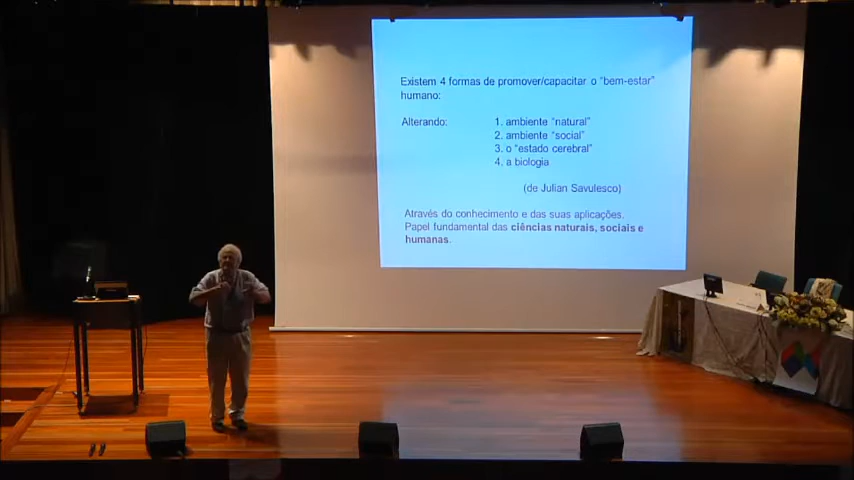 Existem 4 formas de promover/capacitar o "bem-estar"
humano:
Alterando: 1. ambiente "natural"
2. ambiente "social"
3. o "estado cerebral"
4. a biologia
(de Julian Savulesco)
Através do conhecimento e das suas aplicações.
Papel fundamental das ciências naturais, sociais e
humanas.